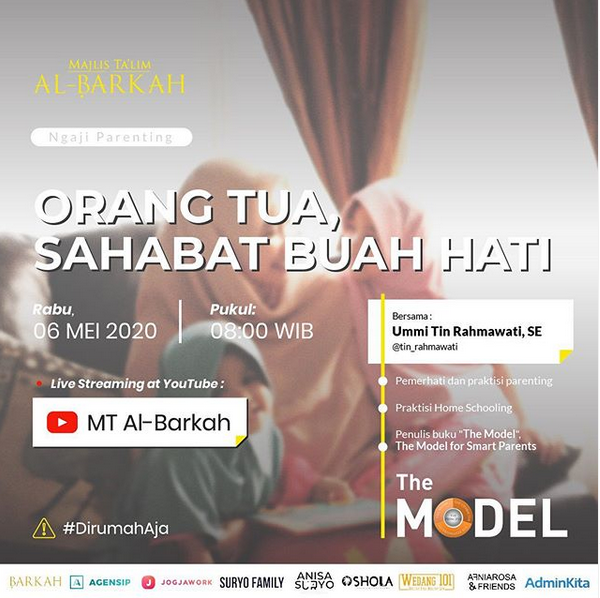 MAJLIS TA'LIM
AL-BARKAH
Ngaji Parenting
ORANG TUA,
SAHABAT BUAH HATI
Rabu,
06 MEI 2020
Pukul:
08:00 WIB
Bersama :
Ummi Tin Rahmawati, SE
@tin_rahmawati
Pemerhati dan praktisi parenting
Praktisi Home Schooling
Penulis buku "The Model",
The Model for Smart Parents
Live Streaming at YouTube :
MT Al-Barkah
The
MODEL
#DirumahAja
BARKAH
AGENSIP
JOGJAWORK
SURYO FAMILY
ANISA
SURYO
OSHOLA
WEDANG 101
ARNIAROSA
& FRIENDS
AdminKita